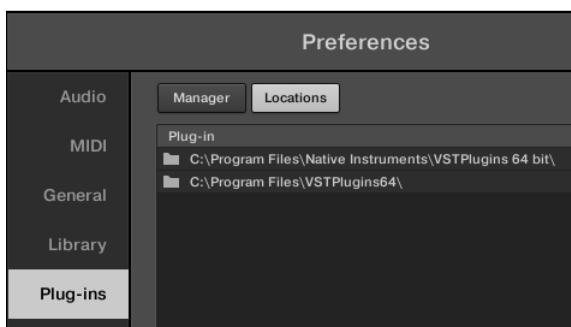 Preferences
Audio
MIDI
General
Library
Plug-ins
Manager Locations
Plug-in
C:\Program Files\Native Instruments\VSTPlugins 64 bit\
C:\Program Files\VSTPlugins64\